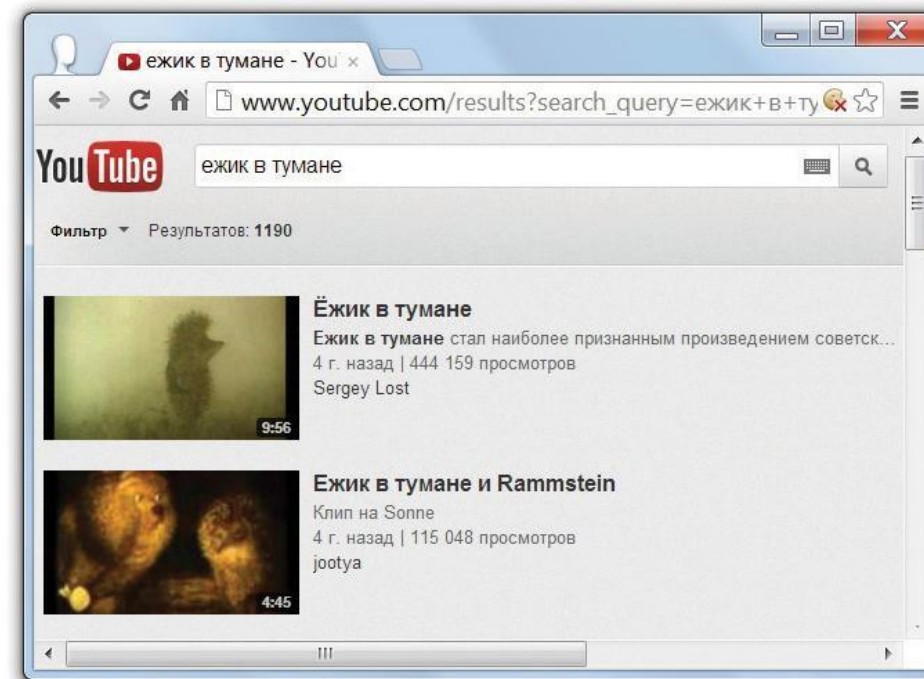 ежик в тумане - You
www.youtube.com/results?search_query=ежик+в+ту
YouTube
ежик в тумане
Фильтр Результатов: 1190
Ёжик в тумане
Ежик в тумане стал наиболее признанным произведением советск...
4 г. назад | 444 159 просмотров
Sergey Lost
9:56
Ежик в тумане и Rammstein
Клип на Sonne
4 г. назад | 115 048 просмотров
jootya
4:45